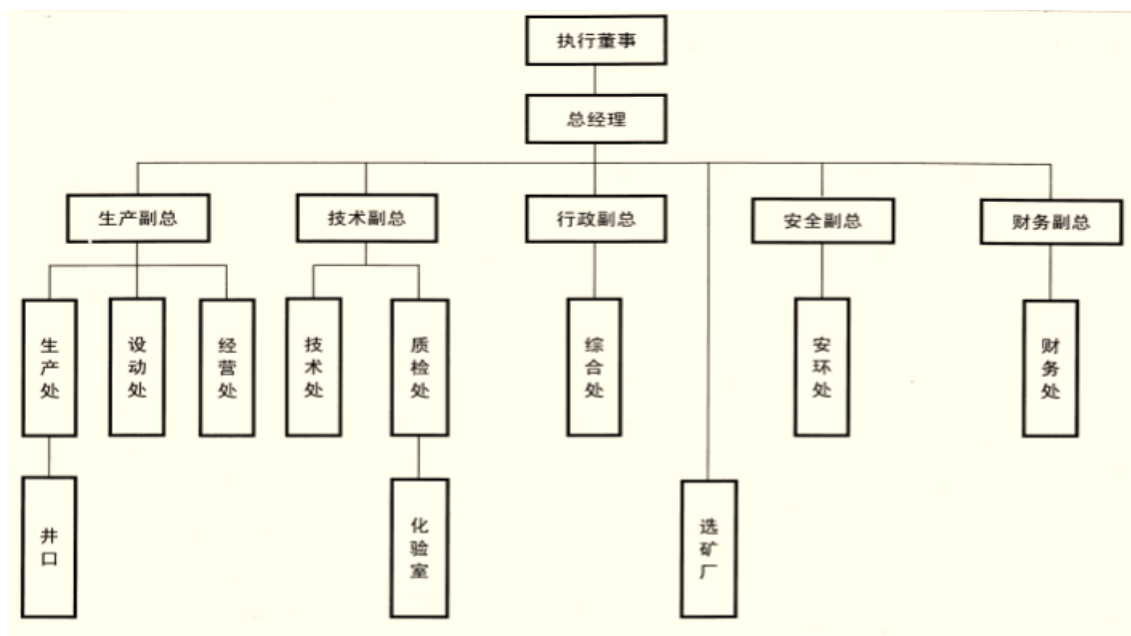 执行董事
总经理
生产副总
技术副总
行政副总
安全副总
财务副总
生产处
设动处
经营处
技术处
质检处
综合处
安环处
财务处
井口
化验室
选矿厂